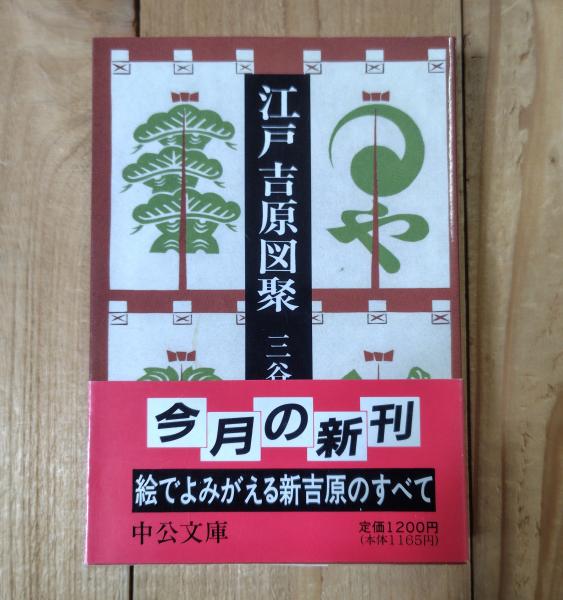 江戸吉原図聚
三谷
つや
今月の新刊
絵でよみがえる新吉原のすべて
中公文庫
定価1200円
(本体1165円)